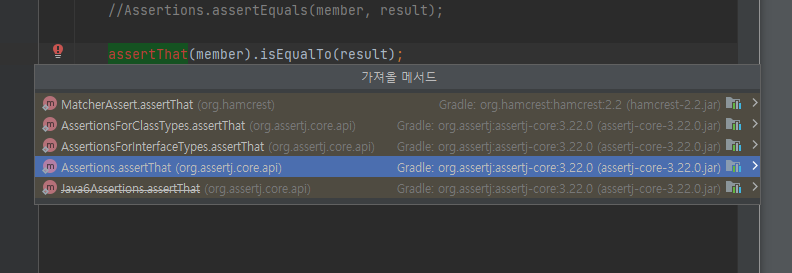 //Assertions.assertEquals(member, result);
assertThat(member).isEqualTo(result);
가져올 메서드
m MatcherAssert.assertThat (org.hamcrest) Gradle: org.hamcrest:hamcrest:2.2 (hamcrest-2.2.jar)
m AssertionsForClassTypes.assertThat (org.assertj.core.api) Gradle: org.assertj:assertj-core:3.22.0 (assertj-core-3.22.0.jar)
m AssertionsForInterfaceTypes.assertThat (org.assertj.core.api) Gradle: org.assertj:assertj-core:3.22.0 (assertj-core-3.22.0.jar)
m Assertions.assertThat (org.assertj.core.api) Gradle: org.assertj:assertj-core:3.22.0 (assertj-core-3.22.0.jar)
m Java6Assertions.assertThat (org.assertj.core.api) Gradle: org.assertj:assertj-core:3.22.0 (assertj-core-3.22.0.jar)